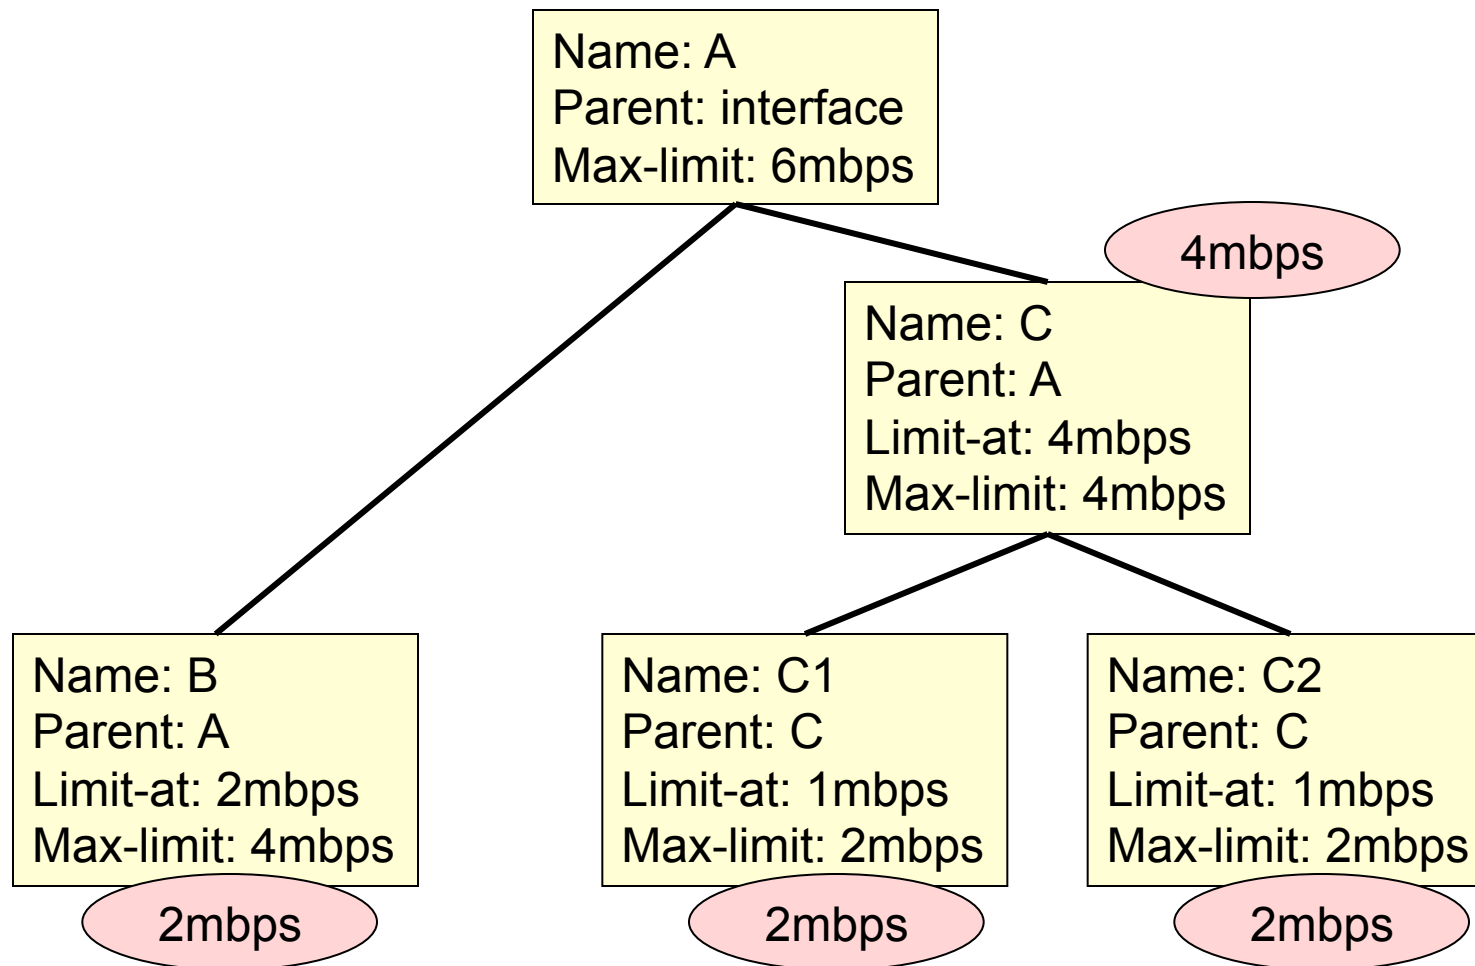 Name: A
Parent: interface
Max-limit: 6mbps
4mbps
Name: C
Parent: A
Limit-at: 4mbps
Max-limit: 4mbps
Name: B
Parent: A
Limit-at: 2mbps
Max-limit: 4mbps
2mbps
Name: C1
Parent: C
Limit-at: 1mbps
Max-limit: 2mbps
2mbps
Name: C2
Parent: C
Limit-at: 1mbps
Max-limit: 2mbps
2mbps